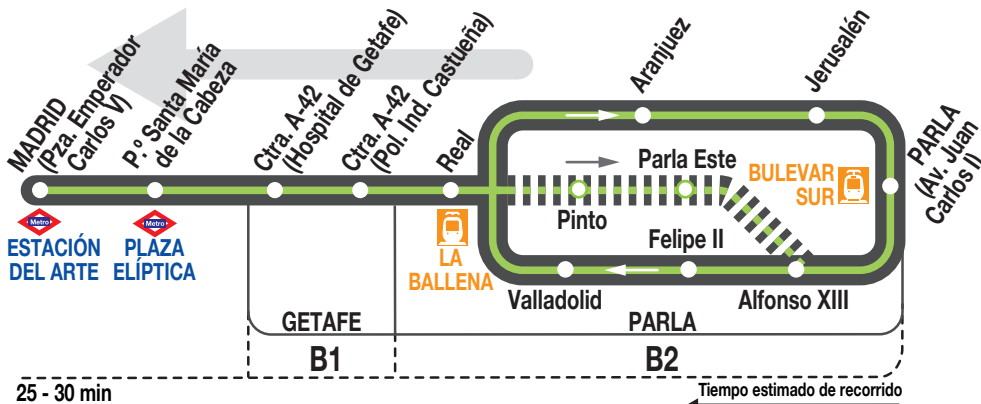 MADRID
(Pza. Emperador
Carlos V)
Metro
ESTACIÓN
DEL ARTE
P.º Santa María
de la Cabeza
Metro
PLAZA
ELÍPTICA
Ctra. A-42
(Hospital de Getafe)
Ctra. A-42
(Pol. Ind. Castueña)
Real
LA
BALLENA
Aranjuez
Jerusalén
PARLA
(Av. Juan
Carlos I)
Parla Este
BULEVAR
SUR
Pinto
Felipe II
Valladolid
Alfonso XIII
GETAFE
PARLA
B1
B2
25 - 30 min
Tiempo estimado de recorrido